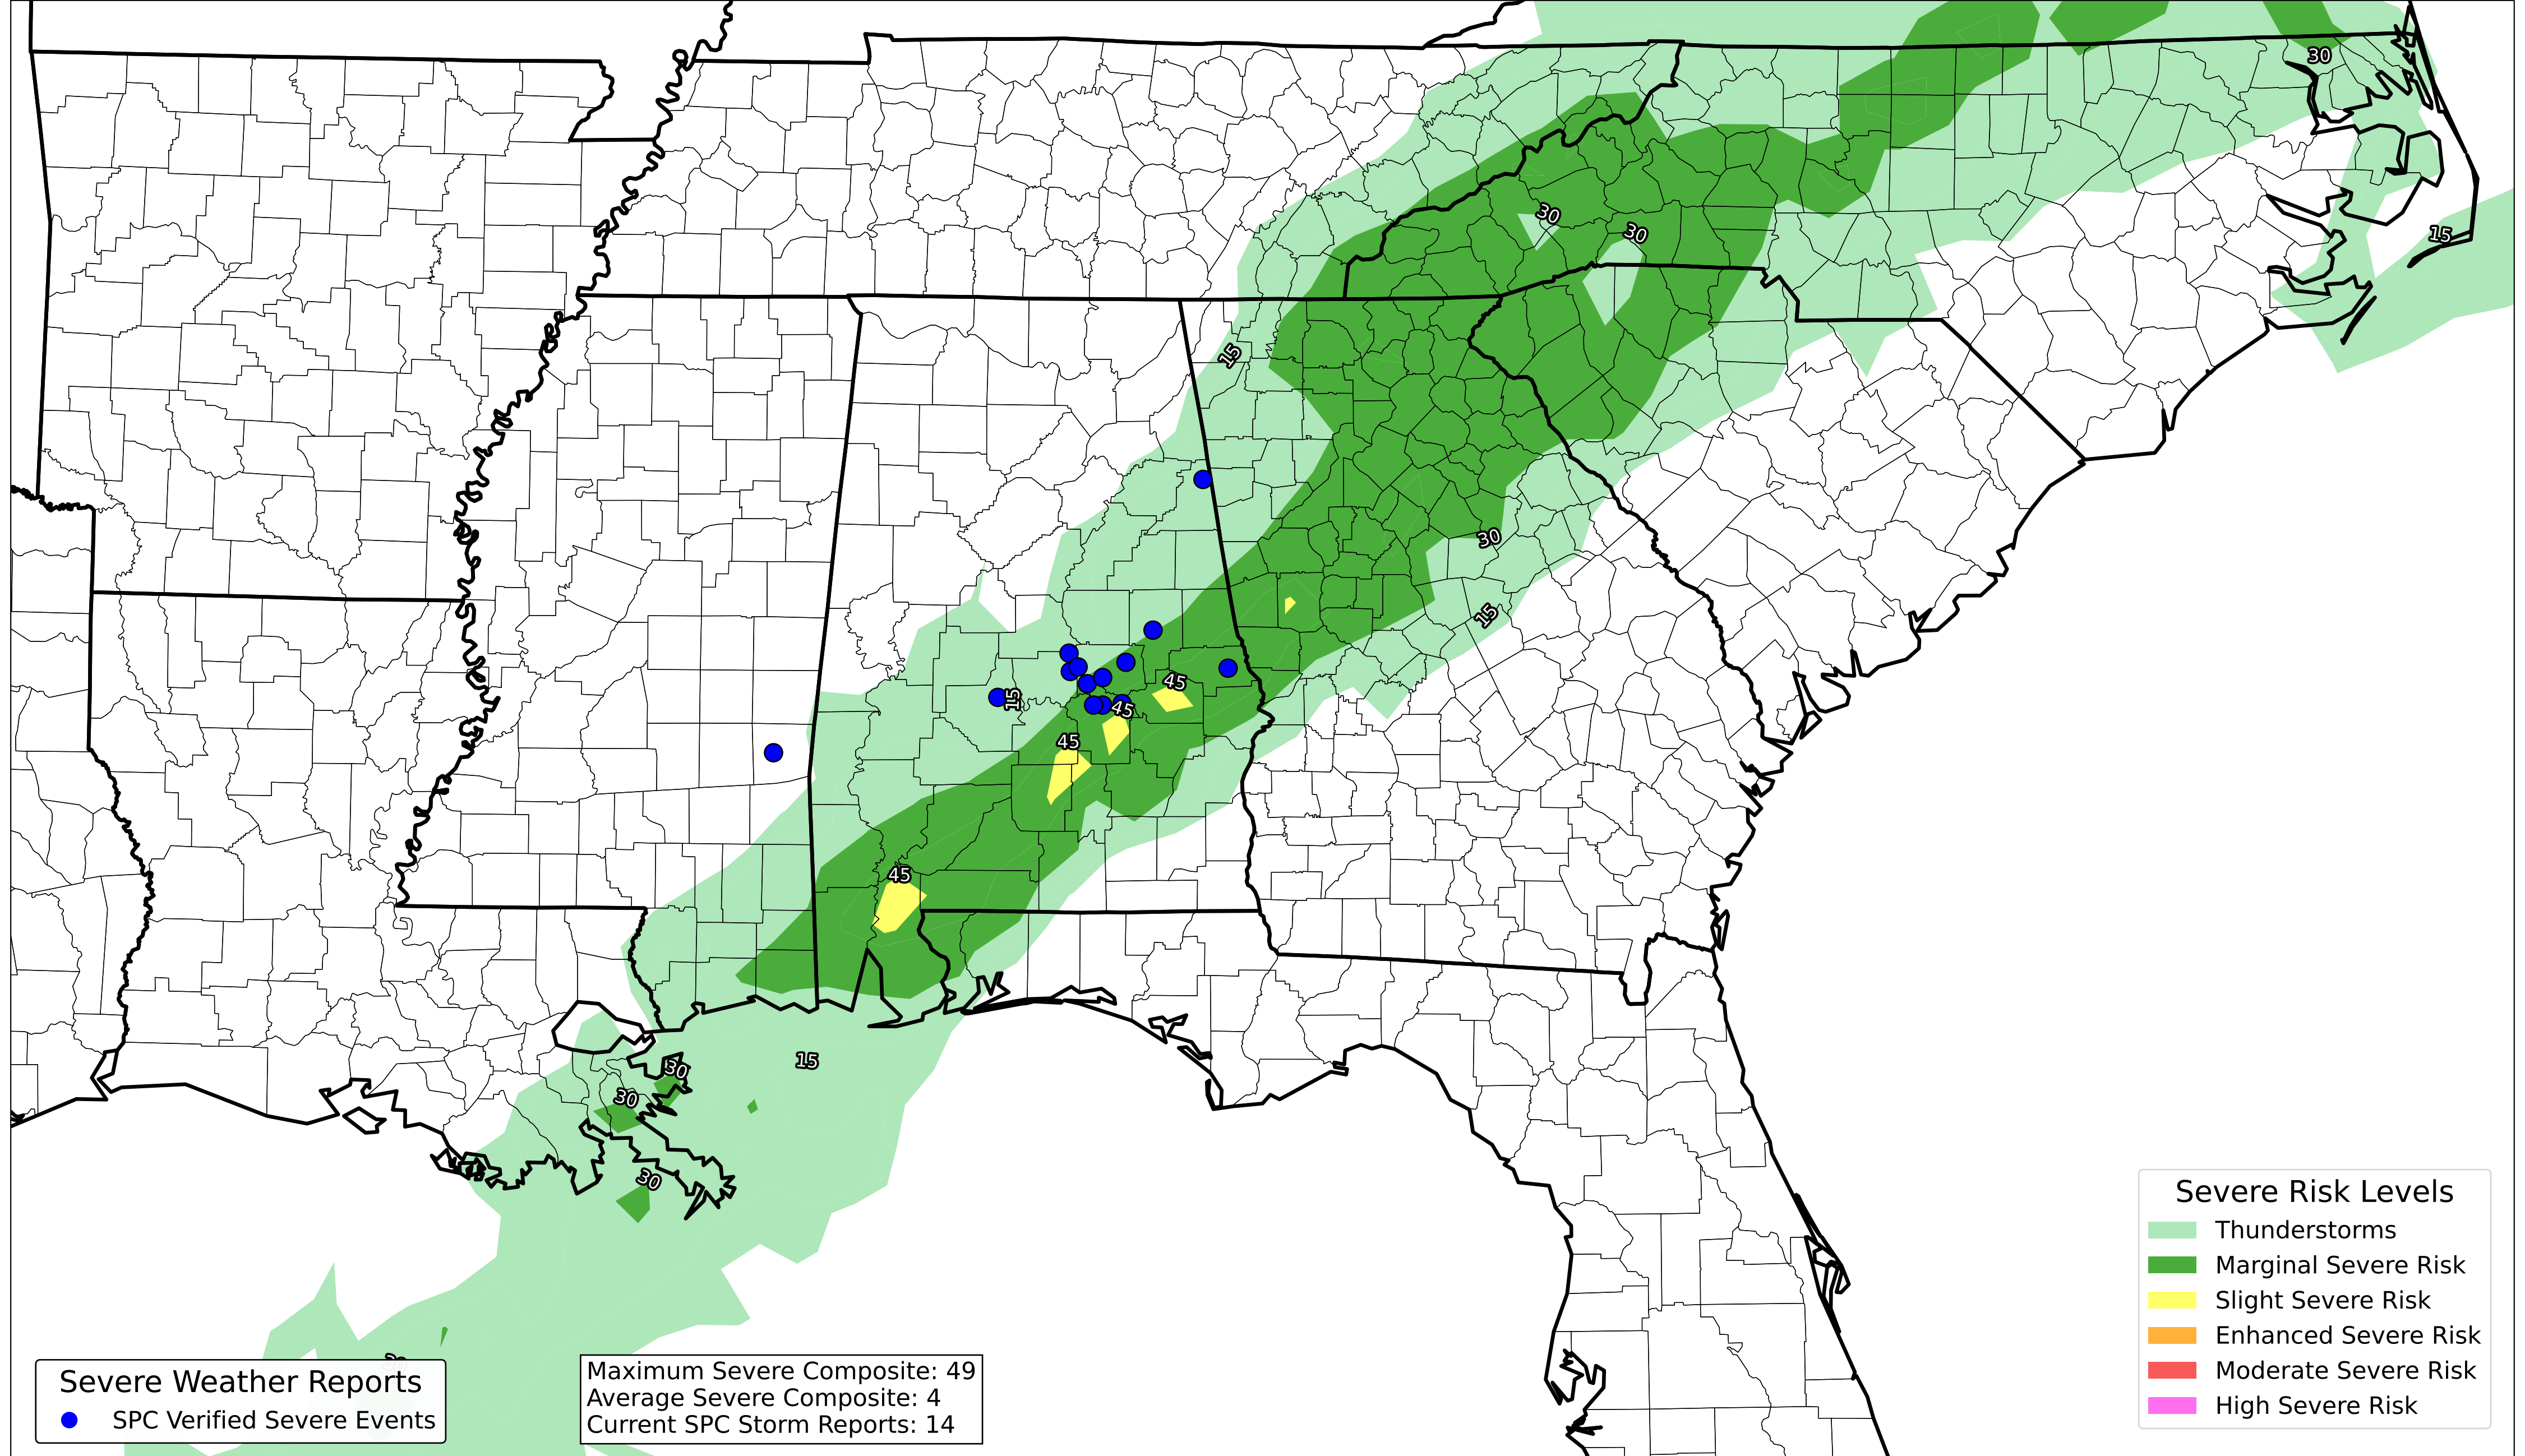 30
15
30
30
15
30
15
45
15
45
45
45
15
30
30
30
Severe Weather Reports
SPC Verified Severe Events
Maximum Severe Composite: 49
Average Severe Composite: 4
Current SPC Storm Reports: 14
Severe Risk Levels
Thunderstorms
Marginal Severe Risk
Slight Severe Risk
Enhanced Severe Risk
Moderate Severe Risk
High Severe Risk